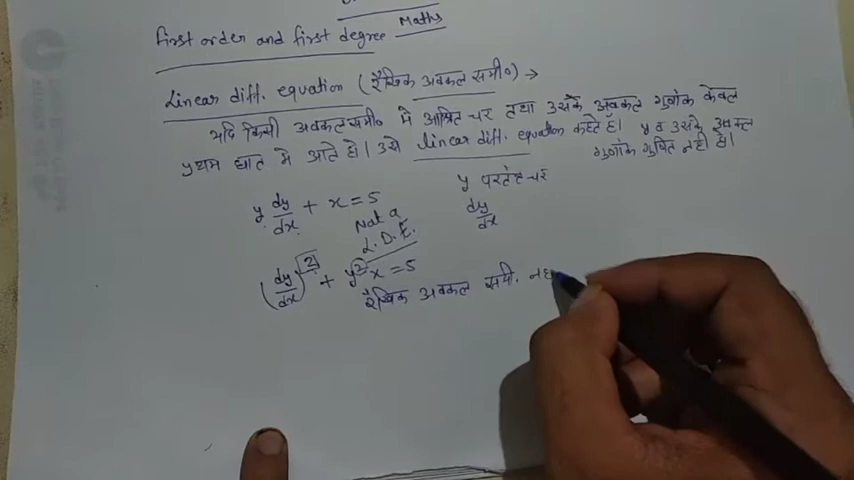 Maths
First order and first degree
Linear diff. equation (रैखिक अवकल समी०) →
यदि किसी अवकल समी० मे आश्रित चर तथा उसके अवकल गुणांक केवल
प्रथम घात मे आते हो। उसे linear diff. equation कहते हैं। y व उसके अवकल
गुणांक गुणित नही हो।
y dy/dx + x = 5
y परतंत्र चर
Not a
dy/dx
L.D.E.
(dy/dx)² + y²x = 5
रैखिक अवकल समी.